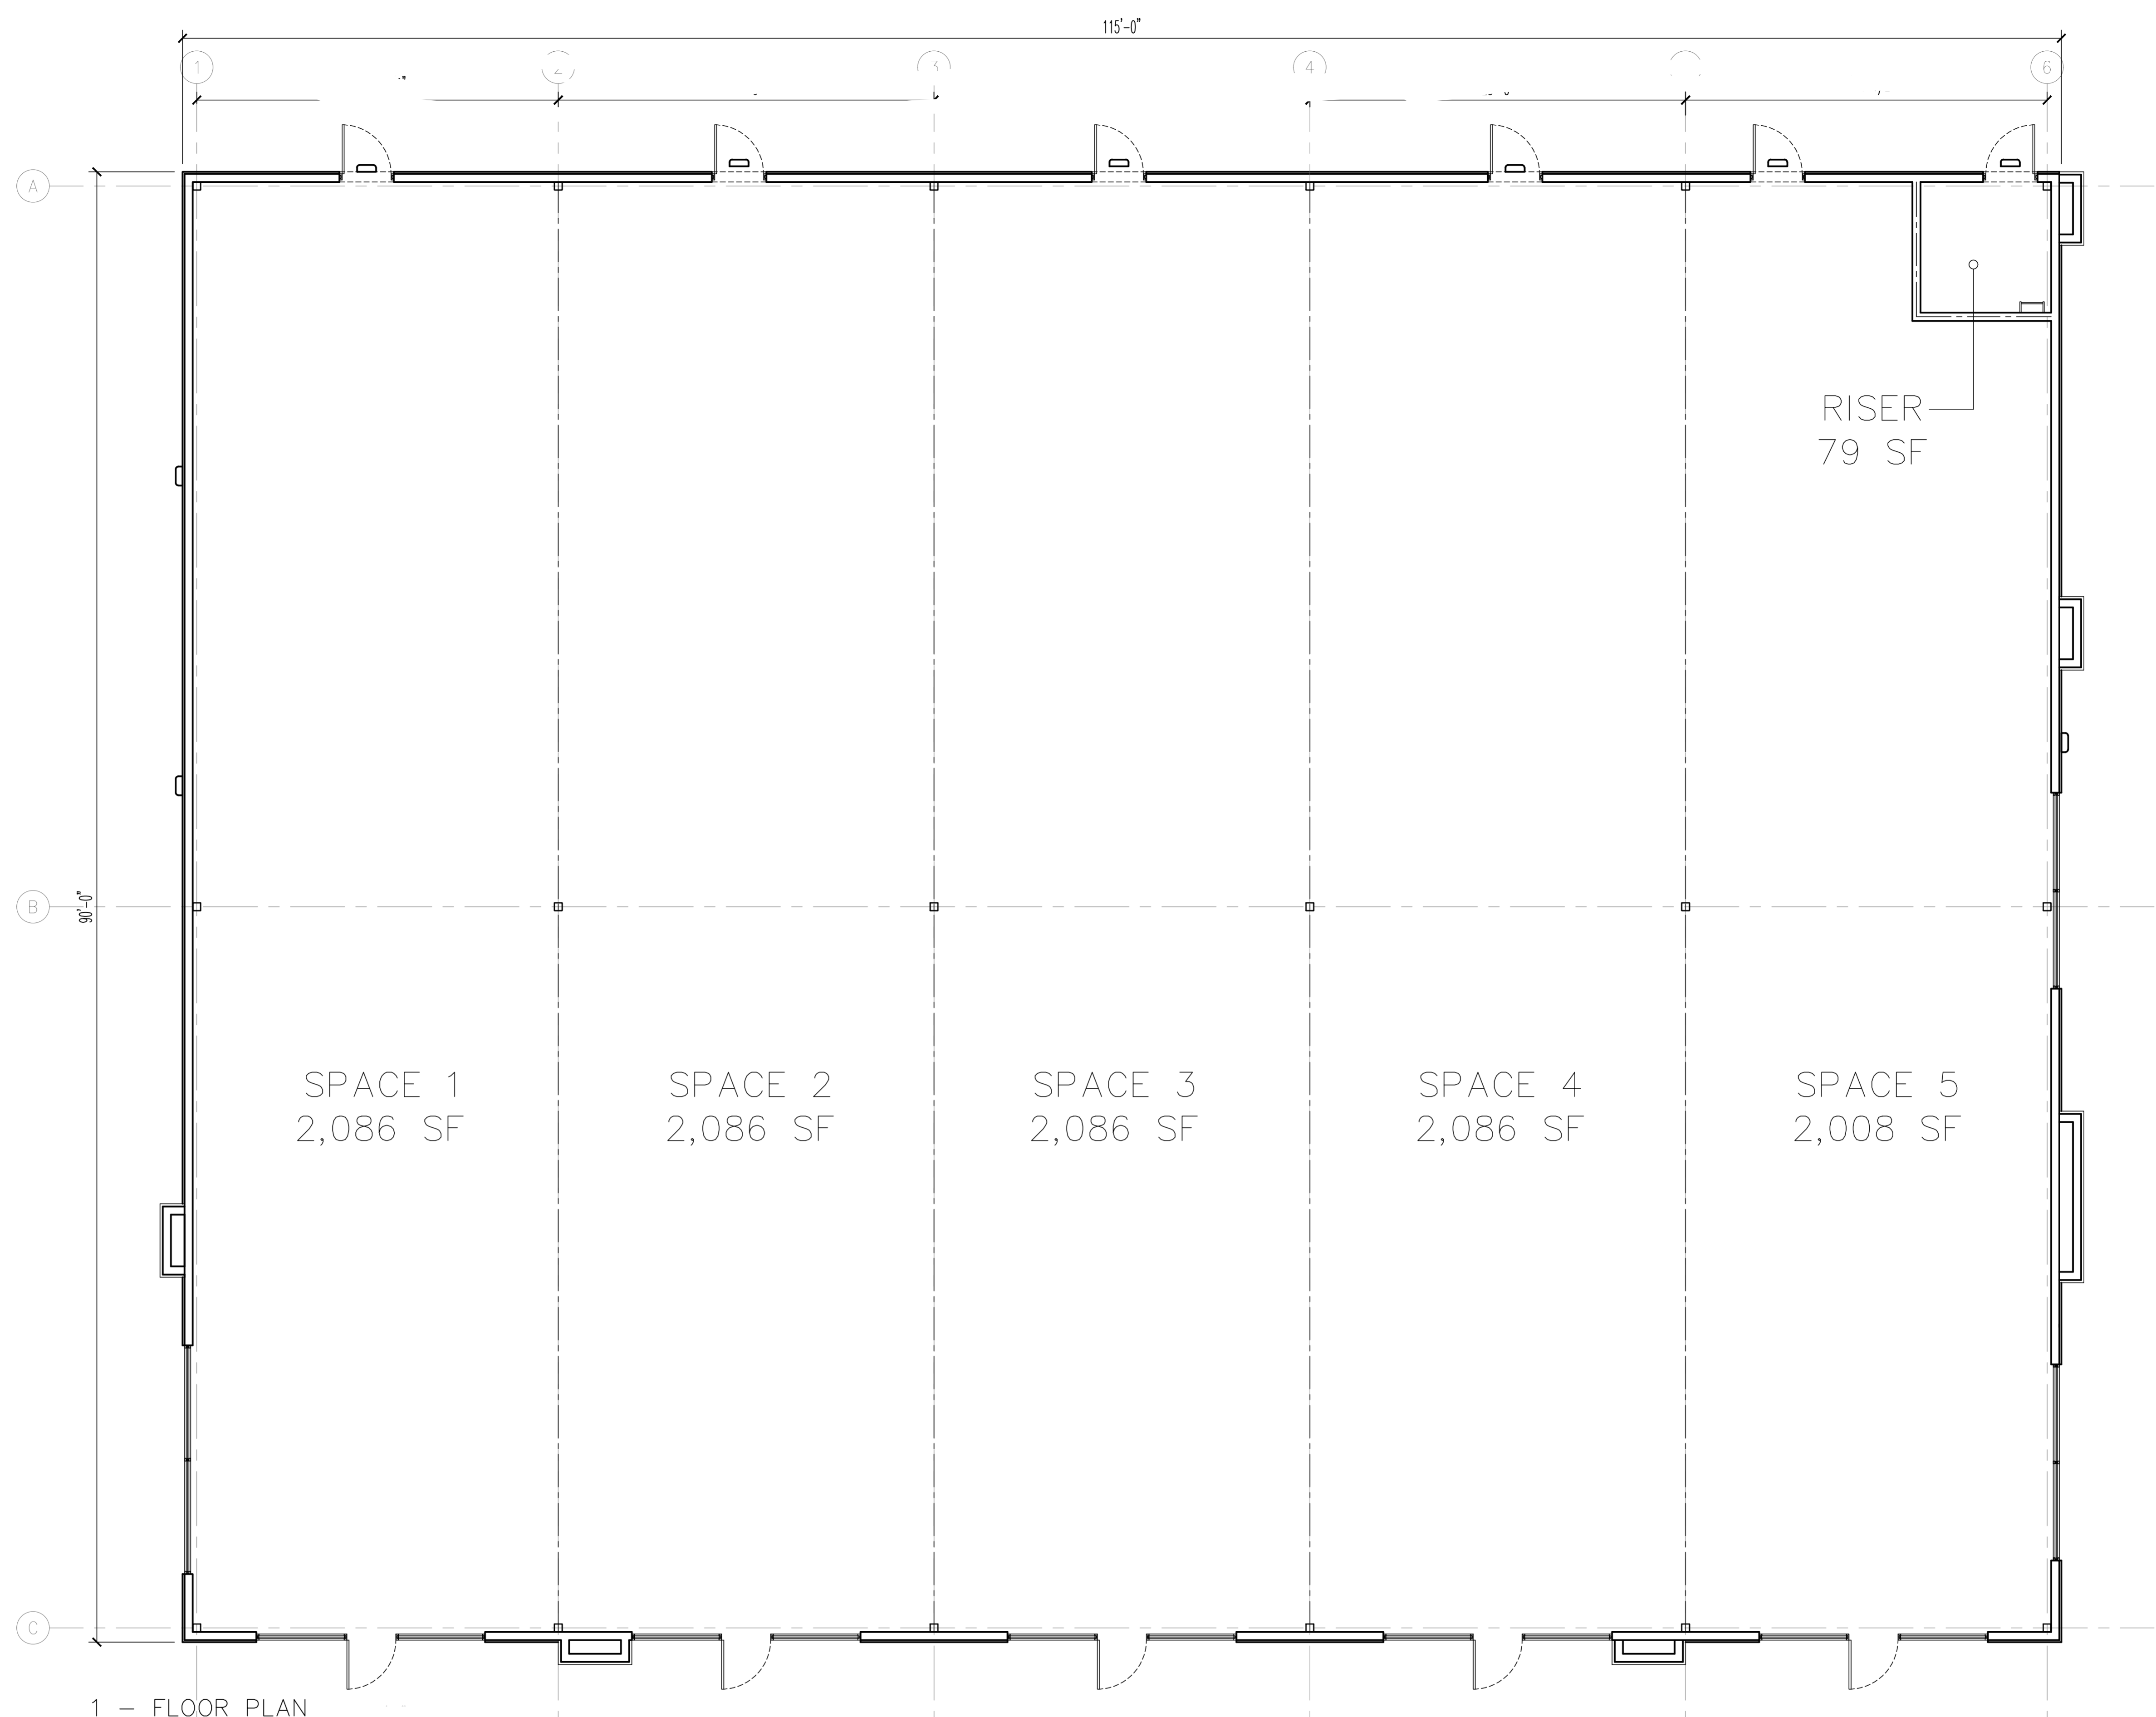 115'-0"
1
3
4
6
A
RISER
79 SF
B
90'-0"
SPACE 1
2,086 SF
SPACE 2
2,086 SF
SPACE 3
2,086 SF
SPACE 4
2,086 SF
SPACE 5
2,008 SF
C
1 – FLOOR PLAN